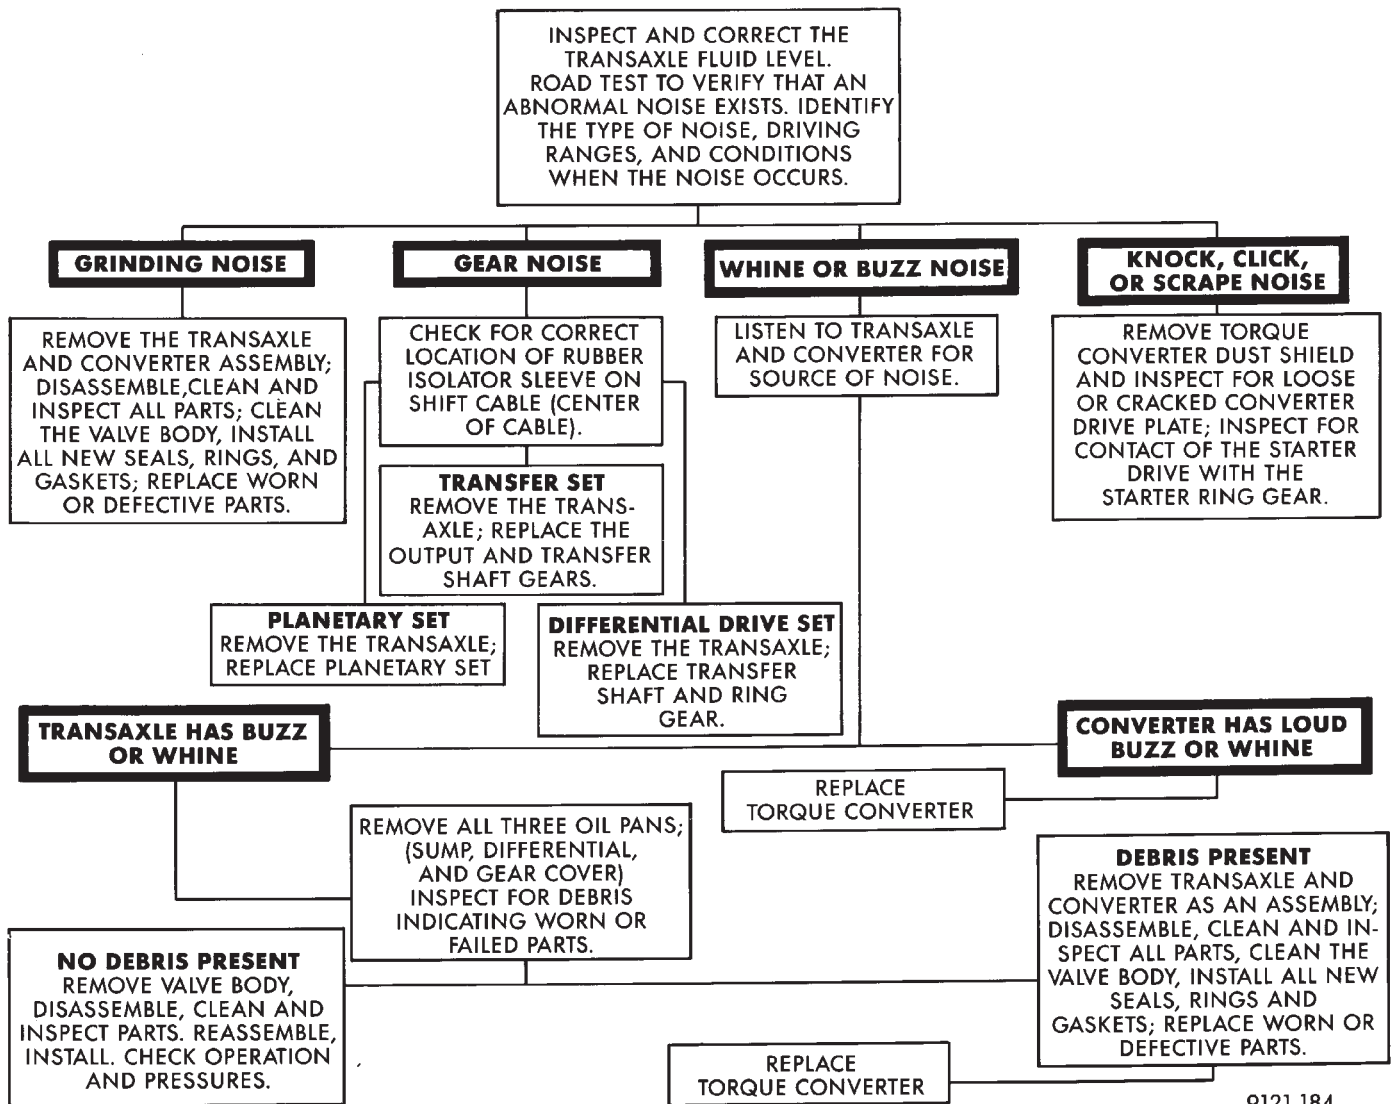 INSPECT AND CORRECT THE
TRANSAXLE FLUID LEVEL.
ROAD TEST TO VERIFY THAT AN
ABNORMAL NOISE EXISTS. IDENTIFY
THE TYPE OF NOISE, DRIVING
RANGES, AND CONDITIONS
WHEN THE NOISE OCCURS.
GRINDING NOISE
REMOVE THE TRANSAXLE
AND CONVERTER ASSEMBLY;
DISASSEMBLE,CLEAN AND
INSPECT ALL PARTS; CLEAN
THE VALVE BODY, INSTALL
ALL NEW SEALS, RINGS, AND
GASKETS; REPLACE WORN
OR DEFECTIVE PARTS.
GEAR NOISE
CHECK FOR CORRECT
LOCATION OF RUBBER
ISOLATOR SLEEVE ON
SHIFT CABLE (CENTER
OF CABLE).
TRANSFER SET
REMOVE THE TRANS-
AXLE; REPLACE THE
OUTPUT AND TRANSFER
SHAFT GEARS.
PLANETARY SET
REMOVE THE TRANSAXLE;
REPLACE PLANETARY SET
DIFFERENTIAL DRIVE SET
REMOVE THE TRANSAXLE;
REPLACE TRANSFER
SHAFT AND RING
GEAR.
WHINE OR BUZZ NOISE
LISTEN TO TRANSAXLE
AND CONVERTER FOR
SOURCE OF NOISE.
KNOCK, CLICK,
OR SCRAPE NOISE
REMOVE TORQUE
CONVERTER DUST SHIELD
AND INSPECT FOR LOOSE
OR CRACKED CONVERTER
DRIVE PLATE; INSPECT FOR
CONTACT OF THE STARTER
DRIVE WITH THE
STARTER RING GEAR.
TRANSAXLE HAS BUZZ
OR WHINE
CONVERTER HAS LOUD
BUZZ OR WHINE
REPLACE
TORQUE CONVERTER
REMOVE ALL THREE OIL PANS;
(SUMP, DIFFERENTIAL,
AND GEAR COVER)
INSPECT FOR DEBRIS
INDICATING WORN OR
FAILED PARTS.
NO DEBRIS PRESENT
REMOVE VALVE BODY,
DISASSEMBLE, CLEAN AND
INSPECT PARTS. REASSEMBLE,
INSTALL. CHECK OPERATION
AND PRESSURES.
DEBRIS PRESENT
REMOVE TRANSAXLE AND
CONVERTER AS AN ASSEMBLY;
DISASSEMBLE, CLEAN AND IN-
SPECT ALL PARTS, CLEAN THE
VALVE BODY, INSTALL ALL NEW
SEALS, RINGS AND
GASKETS; REPLACE WORN OR
DEFECTIVE PARTS.
REPLACE
TORQUE CONVERTER
9121.184